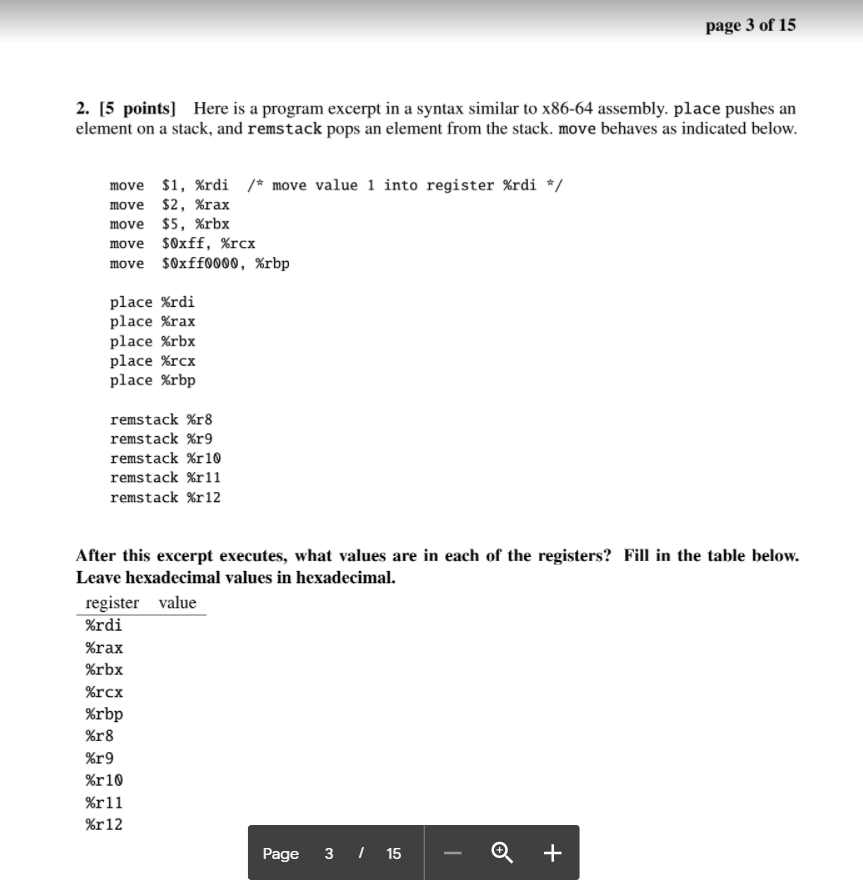 page 3 of 15
2. [5 points] Here is a program excerpt in a syntax similar to x86-64 assembly. place pushes an
element on a stack, and remstack pops an element from the stack. move behaves as indicated below.
move $1, %rdi /* move value 1 into register %rdi */
move $2, %rax
move $5, %rbx
move $0xff, %rcx
move $0xff0000, %rbp
place %rdi
place %rax
place %rbx
place %rcx
place %rbp
remstack %r8
remstack %r9
remstack %r10
remstack %r11
remstack %r12
After this excerpt executes, what values are in each of the registers? Fill in the table below.
Leave hexadecimal values in hexadecimal.
register value
%rdi
%rax
%rbx
%rcx
%rbp
%r8
%r9
%r10
%r11
%r12
Page 3 / 15 — +